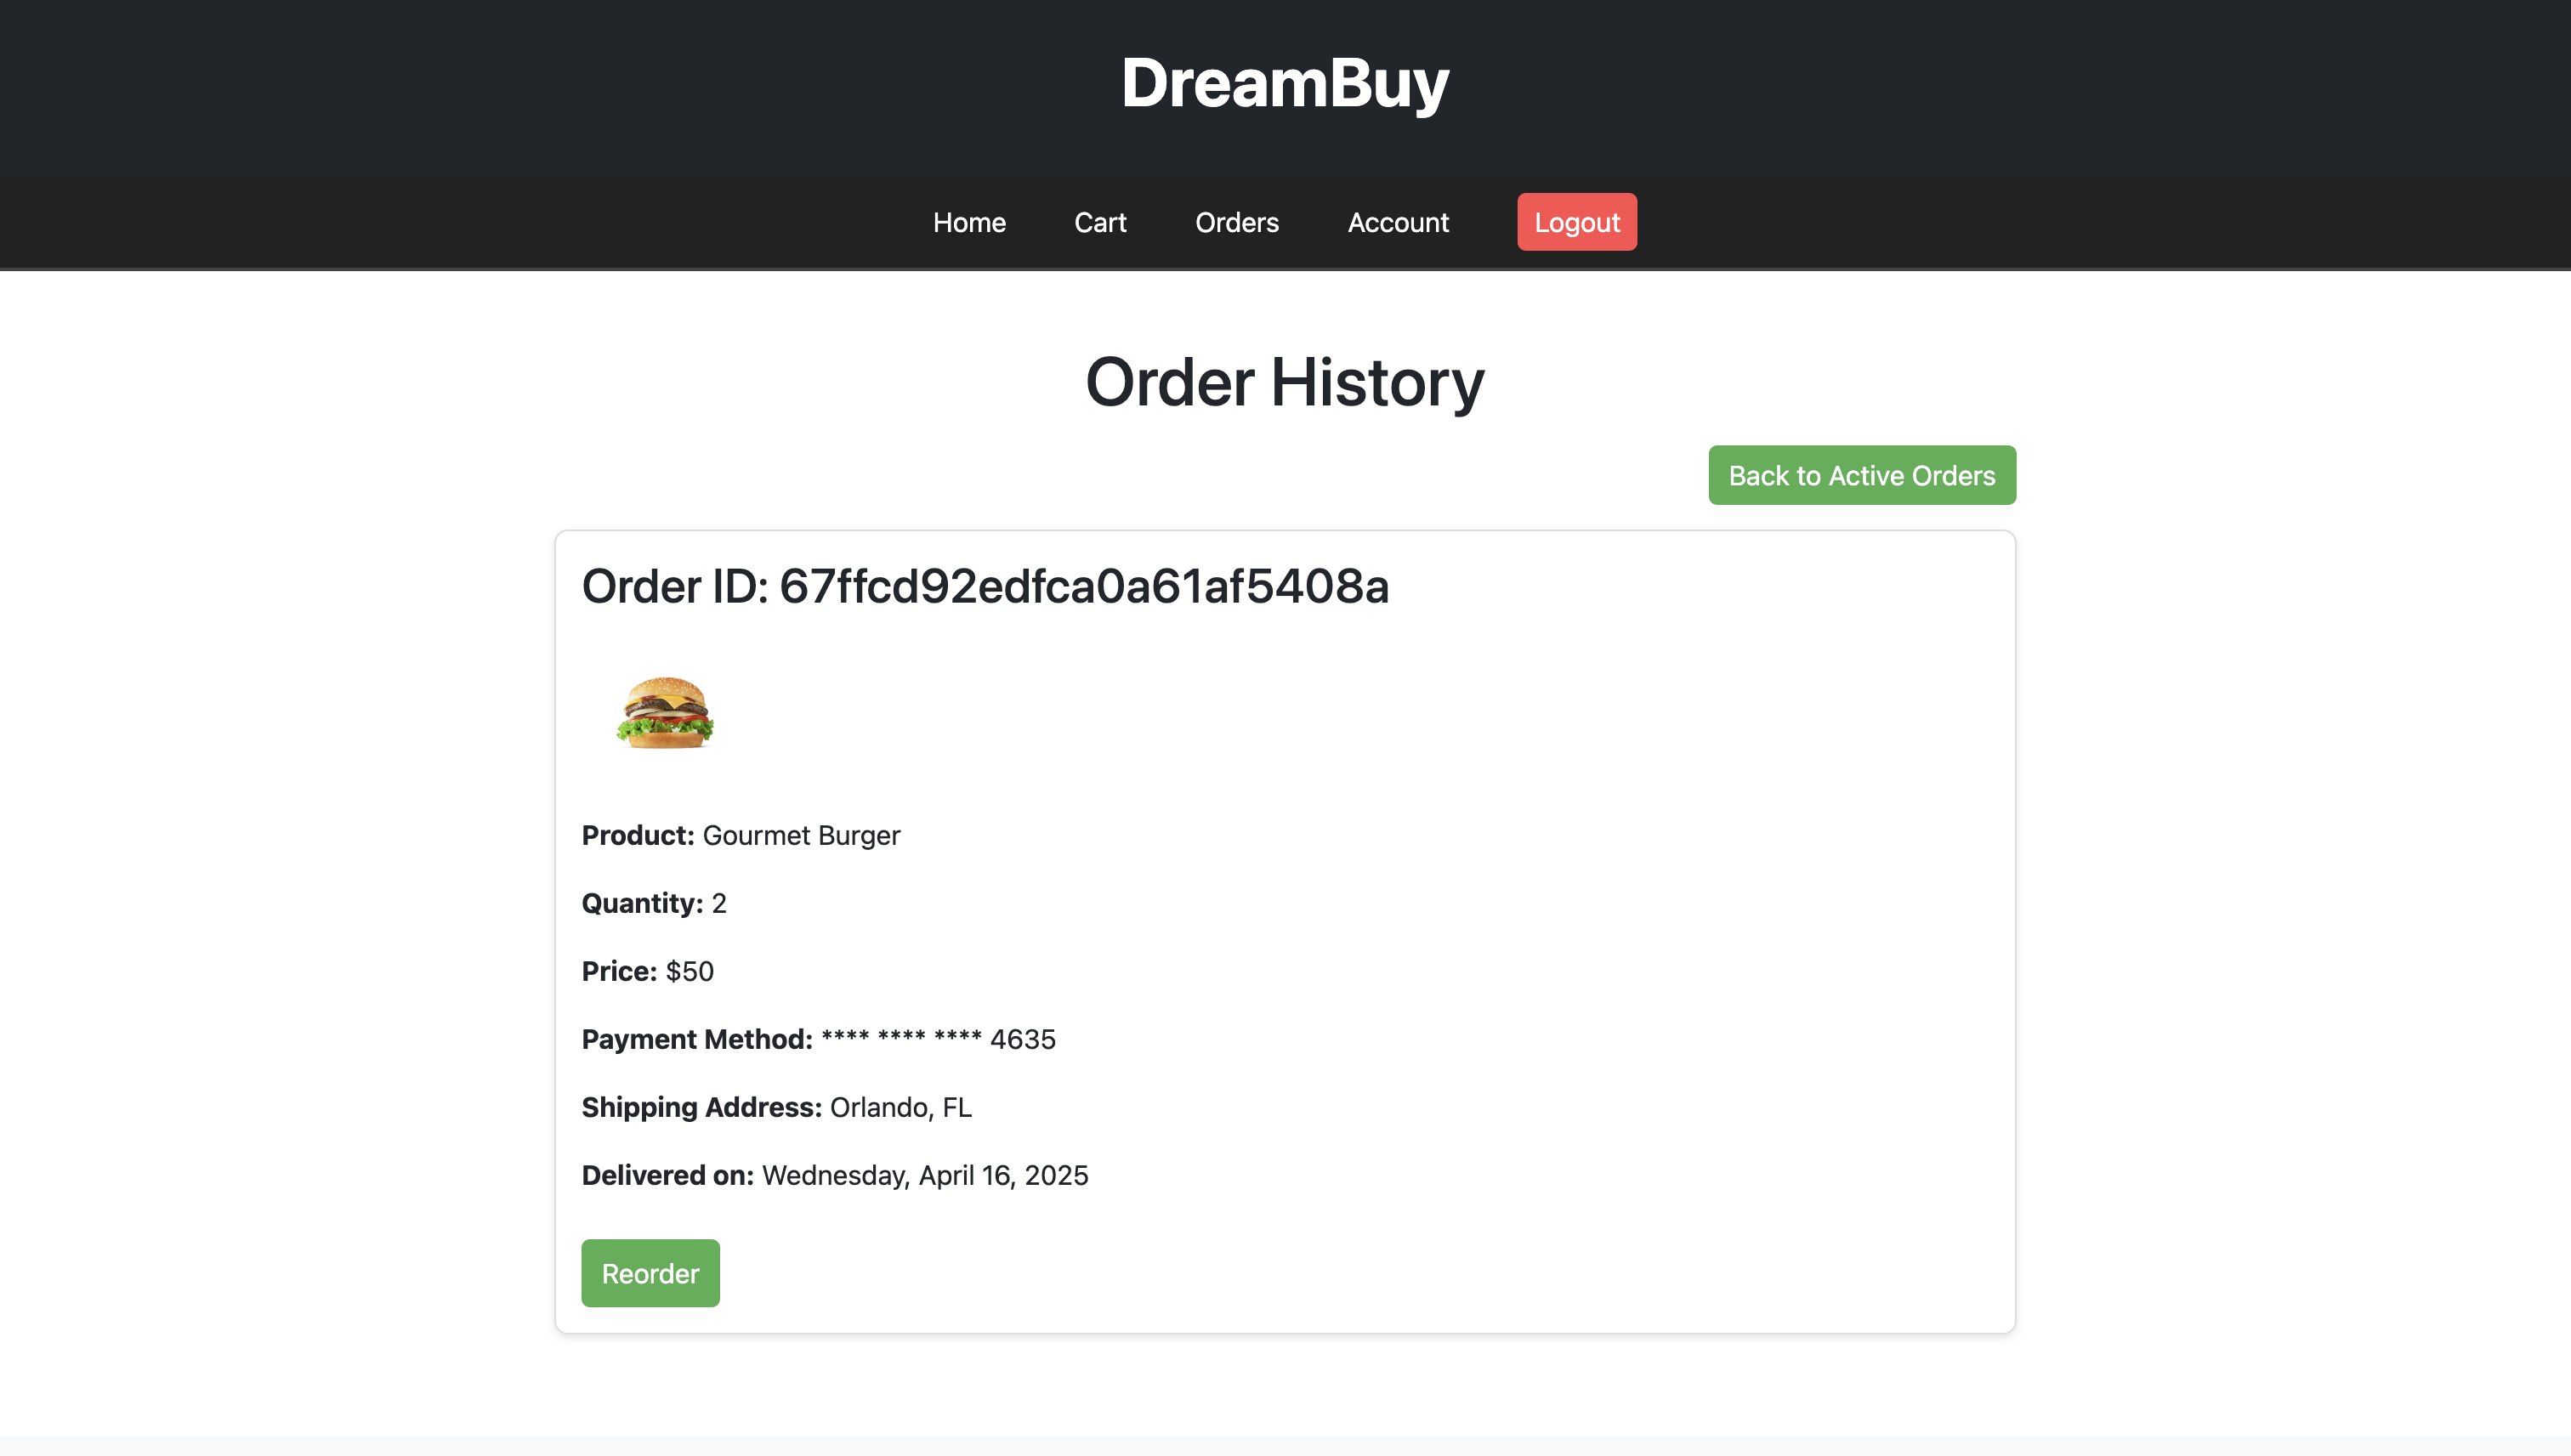 DreamBuy
Home Cart Orders Account Logout
Order History
Back to Active Orders
Order ID: 67ffcd92edfca0a61af5408a
Product: Gourmet Burger
Quantity: 2
Price: $50
Payment Method: **** **** **** 4635
Shipping Address: Orlando, FL
Delivered on: Wednesday, April 16, 2025
Reorder